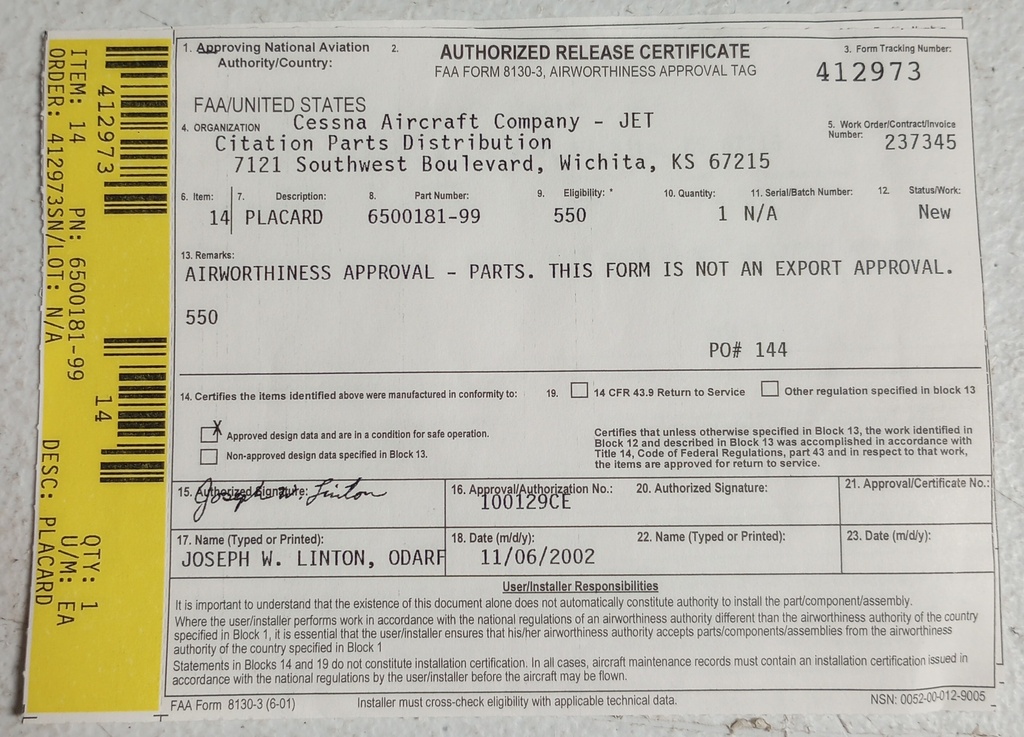 1. Approving National Aviation Authority/Country:
2.
AUTHORIZED RELEASE CERTIFICATE
FAA FORM 8130-3, AIRWORTHINESS APPROVAL TAG
3. Form Tracking Number:
412973
FAA/UNITED STATES
4. ORGANIZATION Cessna Aircraft Company - JET
Citation Parts Distribution
7121 Southwest Boulevard, Wichita, KS 67215
5. Work Order/Contract/Invoice
Number: 237345
6. Item: 7. Description: 8. Part Number: 9. Eligibility: * 10. Quantity: 11. Serial/Batch Number: 12. Status/Work:
14 PLACARD 6500181-99 550 1 N/A New
13. Remarks:
AIRWORTHINESS APPROVAL - PARTS. THIS FORM IS NOT AN EXPORT APPROVAL.
550
PO# 144
14. Certifies the items identified above were manufactured in conformity to:
X Approved design data and are in a condition for safe operation.
Non-approved design data specified in Block 13.
19. 14 CFR 43.9 Return to Service Other regulation specified in block 13
Certifies that unless otherwise specified in Block 13, the work identified in
Block 12 and described in Block 13 was accomplished in accordance with
Title 14, Code of Federal Regulations, part 43 and in respect to that work,
the items are approved for return to service.
15. Authorized Signature:
Joseph W. Linton
16. Approval/Authorization No.:
100129CE
20. Authorized Signature:
21. Approval/Certificate No.:
17. Name (Typed or Printed):
JOSEPH W. LINTON, ODARF
18. Date (m/d/y):
11/06/2002
22. Name (Typed or Printed):
23. Date (m/d/y):
User/Installer Responsibilities
It is important to understand that the existence of this document alone does not automatically constitute authority to install the part/component/assembly.
Where the user/installer performs work in accordance with the national regulations of an airworthiness authority different than the airworthiness authority of the country
specified in Block 1, it is essential that the user/installer ensures that his/her airworthiness authority accepts parts/components/assemblies from the airworthiness
authority of the country specified in Block 1
Statements in Blocks 14 and 19 do not constitute installation certification. In all cases, aircraft maintenance records must contain an installation certification issued in
accordance with the national regulations by the user/installer before the aircraft may be flown.
FAA Form 8130-3 (6-01)
Installer must cross-check eligibility with applicable technical data.
NSN: 0052-00-012-9005
412973
14
ITEM: 14 PN: 6500181-99 QTY: 1
U/M: EA
ORDER: 412973SN/LOT: N/A DESC: PLACARD